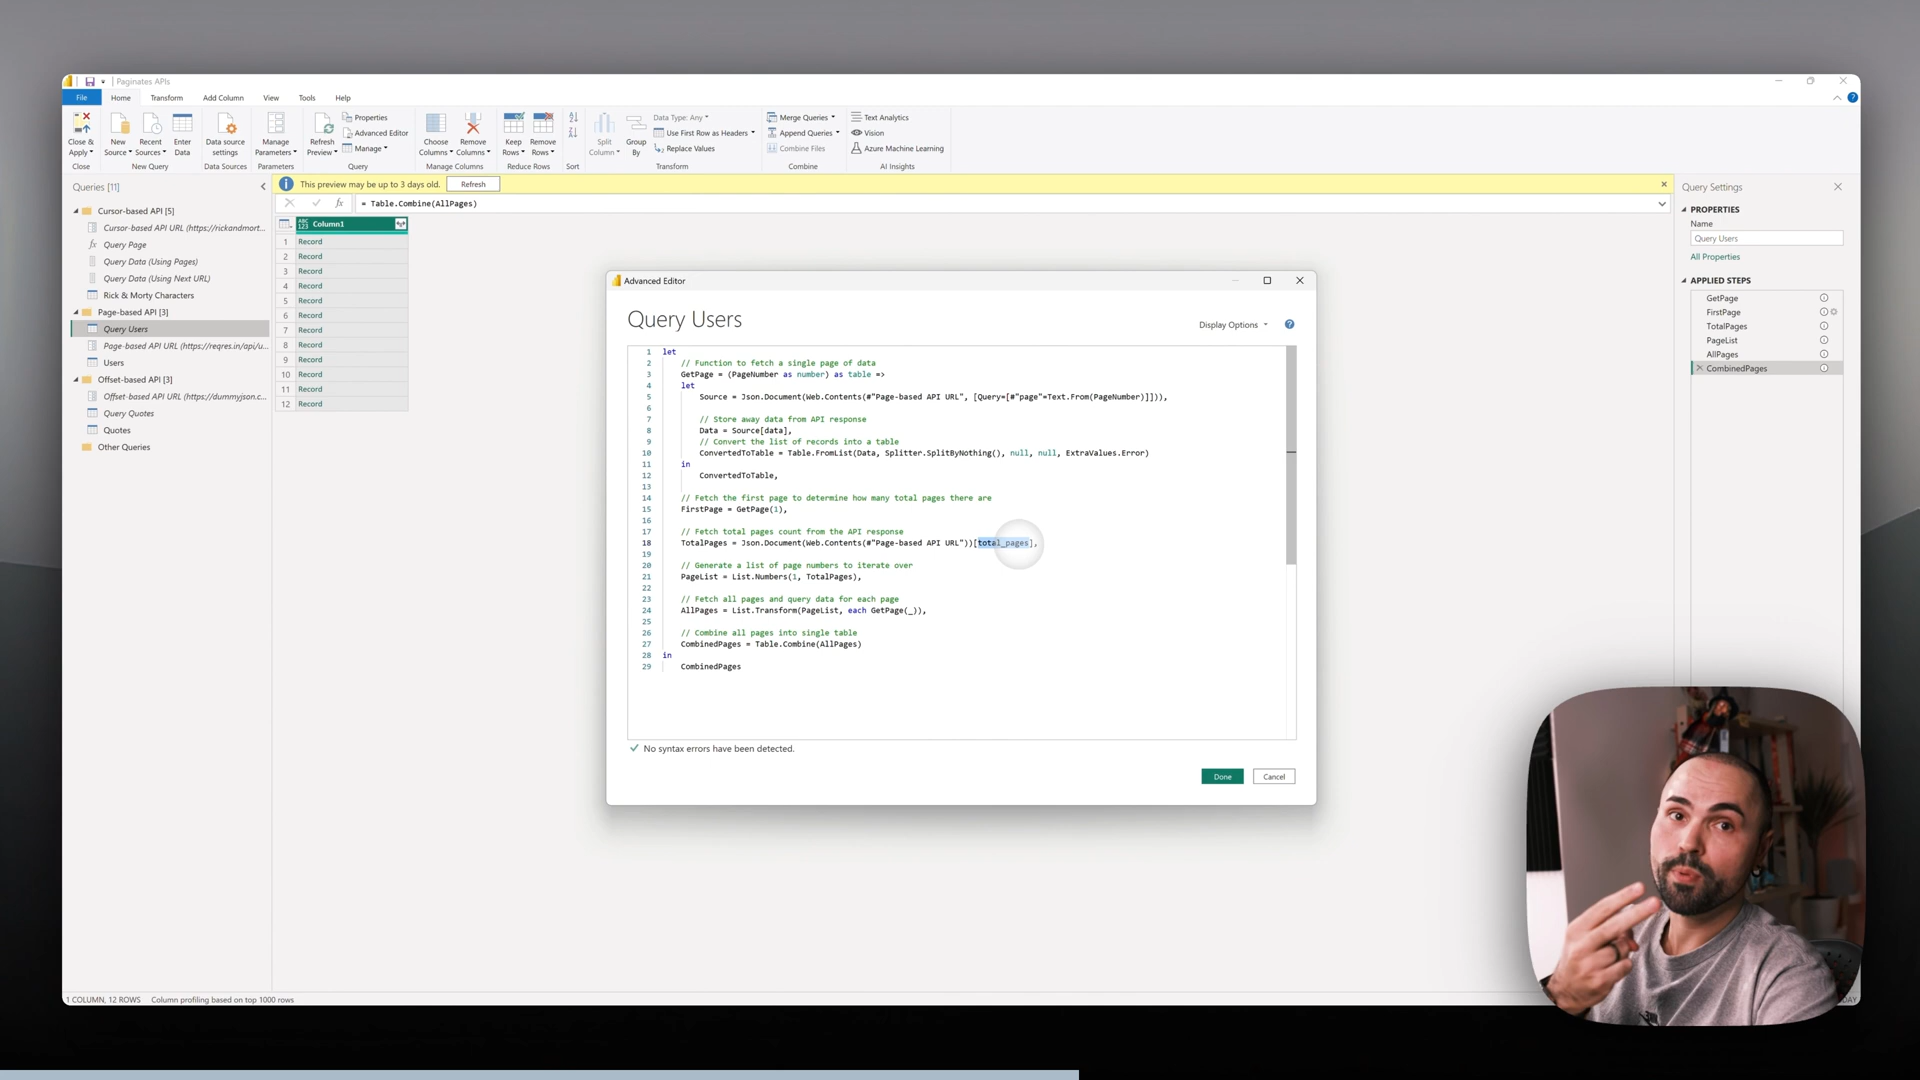 Paginates APIs
File Home Transform Add Column View Tools Help
Close & Apply
Close
New Source
Recent Sources
Enter Data
New Query
Data source settings
Data Sources
Manage Parameters
Parameters
Refresh Preview
Properties
Advanced Editor
Manage
Query
Choose Columns
Remove Columns
Manage Columns
Keep Rows
Remove Rows
Reduce Rows
Sort
Split Column
Group By
Data Type: Any
Use First Row as Headers
Replace Values
Transform
Merge Queries
Append Queries
Combine Files
Combine
Text Analytics
Vision
Azure Machine Learning
AI Insights
Queries [11]
Cursor-based API [5]
Cursor-based API URL (https://rickandmort...
Query Page
Query Data (Using Pages)
Query Data (Using Next URL)
Rick & Morty Characters
Page-based API [3]
Query Users
Page-based API URL (https://reqres.in/api/u...
Users
Offset-based API [3]
Offset-based API URL (https://dummyjson.c...
Query Quotes
Quotes
Other Queries
This preview may be up to 3 days old. Refresh
= Table.Combine(AllPages)
ABC 123 Column1
1 Record
2 Record
3 Record
4 Record
5 Record
6 Record
7 Record
8 Record
9 Record
10 Record
11 Record
12 Record
Advanced Editor
Query Users
Display Options
1 let
2 // Function to fetch a single page of data
3 GetPage = (PageNumber as number) as table =>
4 let
5 Source = Json.Document(Web.Contents(#"Page-based API URL", [Query=[#"page"=Text.From(PageNumber)]])),
6
7 // Store away data from API response
8 Data = Source[data],
9 // Convert the list of records into a table
10 ConvertedToTable = Table.FromList(Data, Splitter.SplitByNothing(), null, null, ExtraValues.Error)
11 in
12 ConvertedToTable,
13
14 // Fetch the first page to determine how many total pages there are
15 FirstPage = GetPage(1),
16
17 // Fetch total pages count from the API response
18 TotalPages = Json.Document(Web.Contents(#"Page-based API URL"))[total_pages],
19
20 // Generate a list of page numbers to iterate over
21 PageList = List.Numbers(1, TotalPages),
22
23 // Fetch all pages and query data for each page
24 AllPages = List.Transform(PageList, each GetPage(_)),
25
26 // Combine all pages into single table
27 CombinedPages = Table.Combine(AllPages)
28 in
29 CombinedPages
No syntax errors have been detected.
Done Cancel
Query Settings
PROPERTIES
Name
Query Users
All Properties
APPLIED STEPS
GetPage
FirstPage
TotalPages
PageList
AllPages
CombinedPages
1 COLUMN, 12 ROWS Column profiling based on top 1000 rows